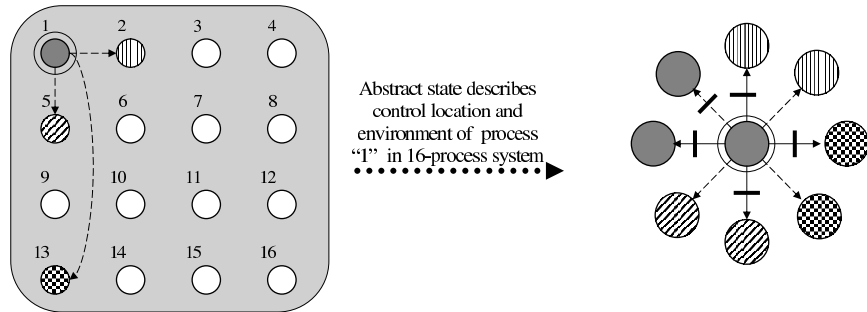 1 2 3 4
5 6 7 8
9 10 11 12
13 14 15 16
Abstract state describes
control location and
environment of process
“1” in 16-process system